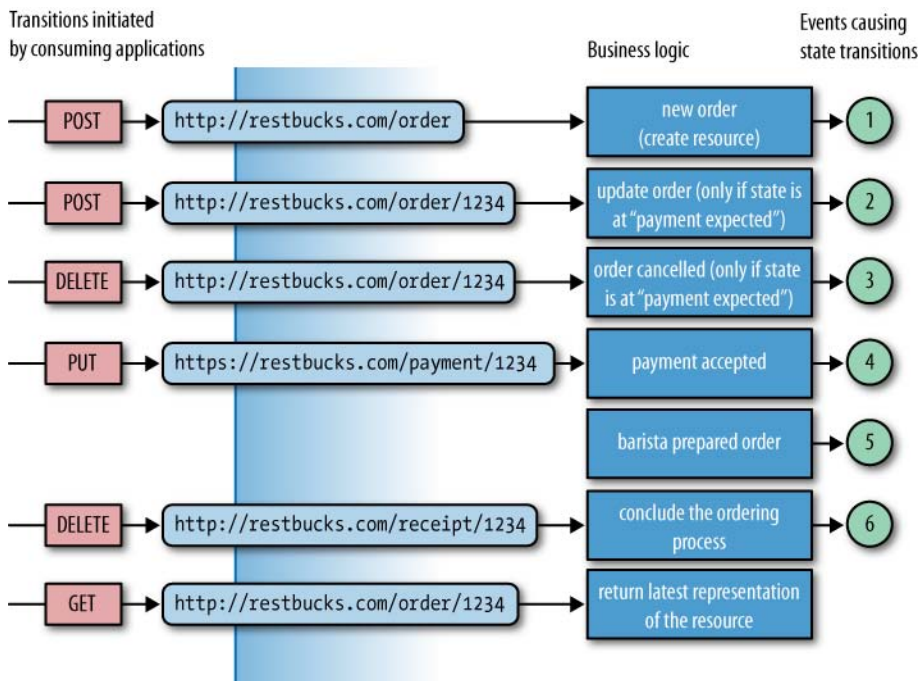 Transitions initiated
by consuming applications
Business logic
Events causing
state transitions
POST
http://restbucks.com/order
new order
(create resource)
1
POST
http://restbucks.com/order/1234
update order (only if state is
at “payment expected”)
2
DELETE
http://restbucks.com/order/1234
order cancelled (only if state
is at “payment expected”)
3
PUT
https://restbucks.com/payment/1234
payment accepted
4
barista prepared order
5
DELETE
http://restbucks.com/receipt/1234
conclude the ordering
process
6
GET
http://restbucks.com/order/1234
return latest representation
of the resource